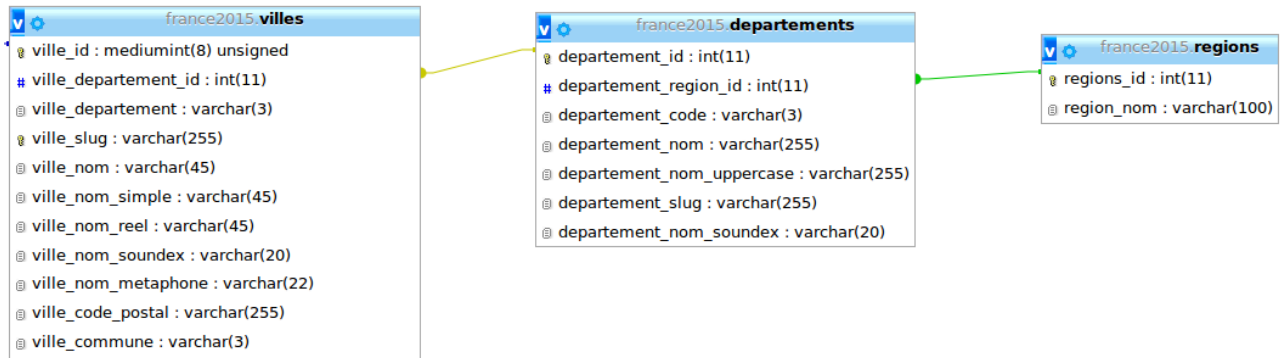 france2015.villes
ville_id : mediumint(8) unsigned
ville_departement_id : int(11)
ville_departement : varchar(3)
ville_slug : varchar(255)
ville_nom : varchar(45)
ville_nom_simple : varchar(45)
ville_nom_reel : varchar(45)
ville_nom_soundex : varchar(20)
ville_nom_metaphone : varchar(22)
ville_code_postal : varchar(255)
ville_commune : varchar(3)
france2015.departements
departement_id : int(11)
departement_region_id : int(11)
departement_code : varchar(3)
departement_nom : varchar(255)
departement_nom_uppercase : varchar(255)
departement_slug : varchar(255)
departement_nom_soundex : varchar(20)
france2015.regions
regions_id : int(11)
region_nom : varchar(100)